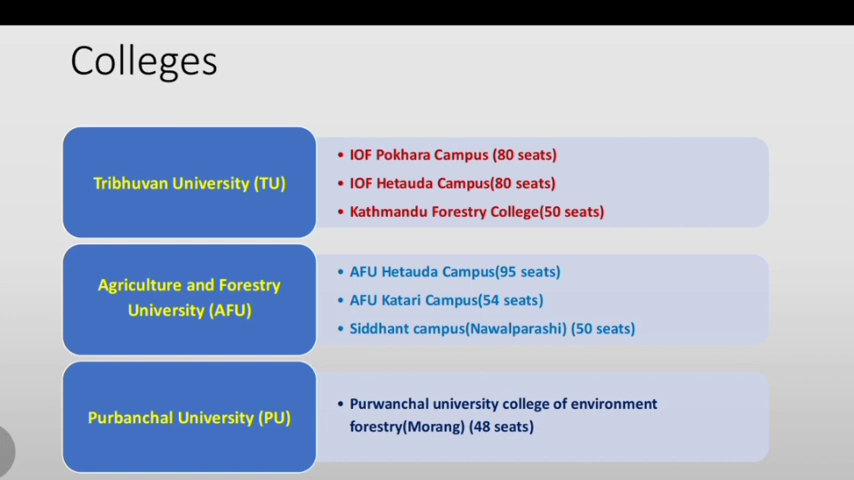 Colleges
Tribhuvan University (TU)
• IOF Pokhara Campus (80 seats)
• IOF Hetauda Campus(80 seats)
• Kathmandu Forestry College(50 seats)
Agriculture and Forestry
University (AFU)
• AFU Hetauda Campus(95 seats)
• AFU Katari Campus(54 seats)
• Siddhant campus(Nawalparashi) (50 seats)
Purbanchal University (PU)
• Purwanchal university college of environment
forestry(Morang) (48 seats)